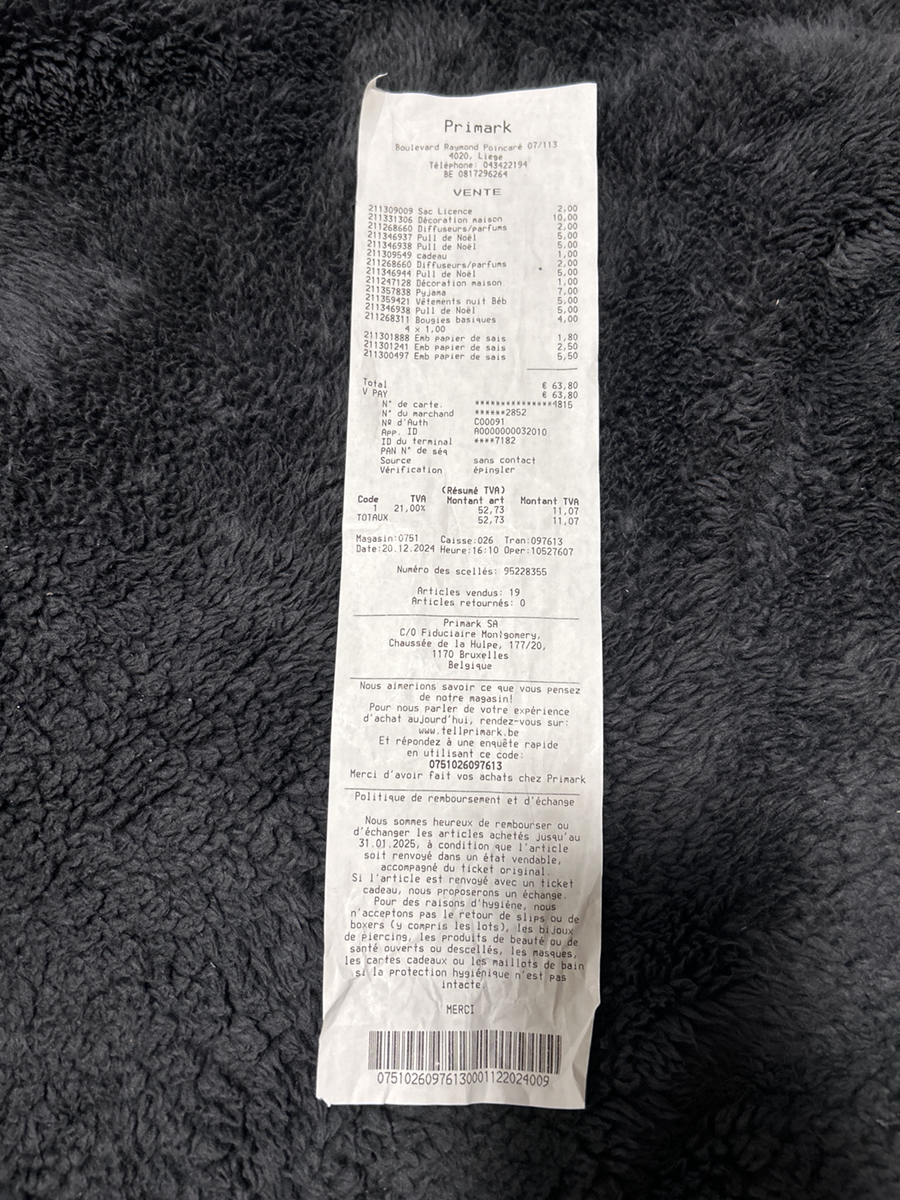 Primark
Boulevard Raymond Poincaré 07/113
4020, Liege
Téléphone: 043422194
BE 0817296264
VENTE
211309009 Sac Licence 2,00
211331306 Décoration maison 10,00
211268660 Diffuseurs/parfums 2,00
211346937 Pull de Noël 5,00
211346938 Pull de Noël 5,00
211309549 cadeau 1,00
211268660 Diffuseurs/parfums 2,00
211346944 Pull de Noël 5,00
211247128 Décoration maison 1,00
211357838 Pyjama 7,00
211359421 Vêtements nuit Béb 5,00
211346938 Pull de Noël 5,00
211268311 Bougies basiques 4,00
4 x 1,00
211301888 Emb papier de sais 1,80
211301241 Emb papier de sais 2,50
211300497 Emb papier de sais 5,50
Total € 63,80
V PAY € 63,80
N° de carte. ***************4815
N° du marchand ******2852
Nº d'Auth C00091
App. ID A0000000032010
ID du terminal ****7182
PAN N° de séq
Source sans contact
Vérification épingler
(Résumé TVA)
Code TVA Montant art Montant TVA
1 21,00% 52,73 11,07
TOTAUX 52,73 11,07
Magasin:0751 Caisse:026 Tran:097613
Date:20.12.2024 Heure:16:10 Oper:10527607
Numéro des scellés: 95228355
Articles vendus: 19
Articles retournés: 0
Primark SA
C/O Fiduciaire Montgomery,
Chaussée de la Hulpe, 177/20,
1170 Bruxelles
Belgique
Nous aimerions savoir ce que vous pensez
de notre magasin!
Pour nous parler de votre expérience
d'achat aujourd'hui, rendez-vous sur:
www.tellprimark.be
Et répondez à une enquête rapide
en utilisant ce code:
0751026097613
Merci d'avoir fait vos achats chez Primark
Politique de remboursement et d'échange
Nous sommes heureux de rembourser ou
d'échanger les articles achetés jusqu'au
31.01.2025, à condition que l'article
soit renvoyé dans un état vendable,
accompagné du ticket original.
Si l'article est renvoyé avec un ticket
cadeau, nous proposerons un échange.
Pour des raisons d'hygiène, nous
n'acceptons pas le retour de slips ou de
boxers (y compris les lots), les bijoux
de piercing, les produits de beauté ou de
santé ouverts ou descellés, les masques,
les cartes cadeaux ou les maillots de bain
si la protection hygiénique n'est pas
intacte.
MERCI
07510260976130001122024009